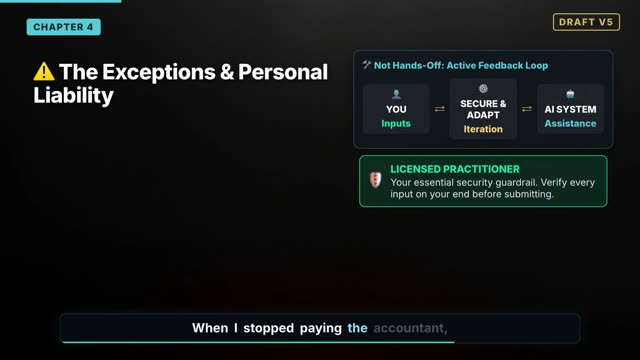 CHAPTER 4
DRAFT V5
⚠️ The Exceptions & Personal
Liability
🛠 Not Hands-Off: Active Feedback Loop
YOU
Inputs
⇄
SECURE &
ADAPT
Iteration
⇄
AI SYSTEM
Assistance
LICENSED PRACTITIONER
Your essential security guardrail. Verify every
input on your end before submitting.
When I stopped paying the accountant,